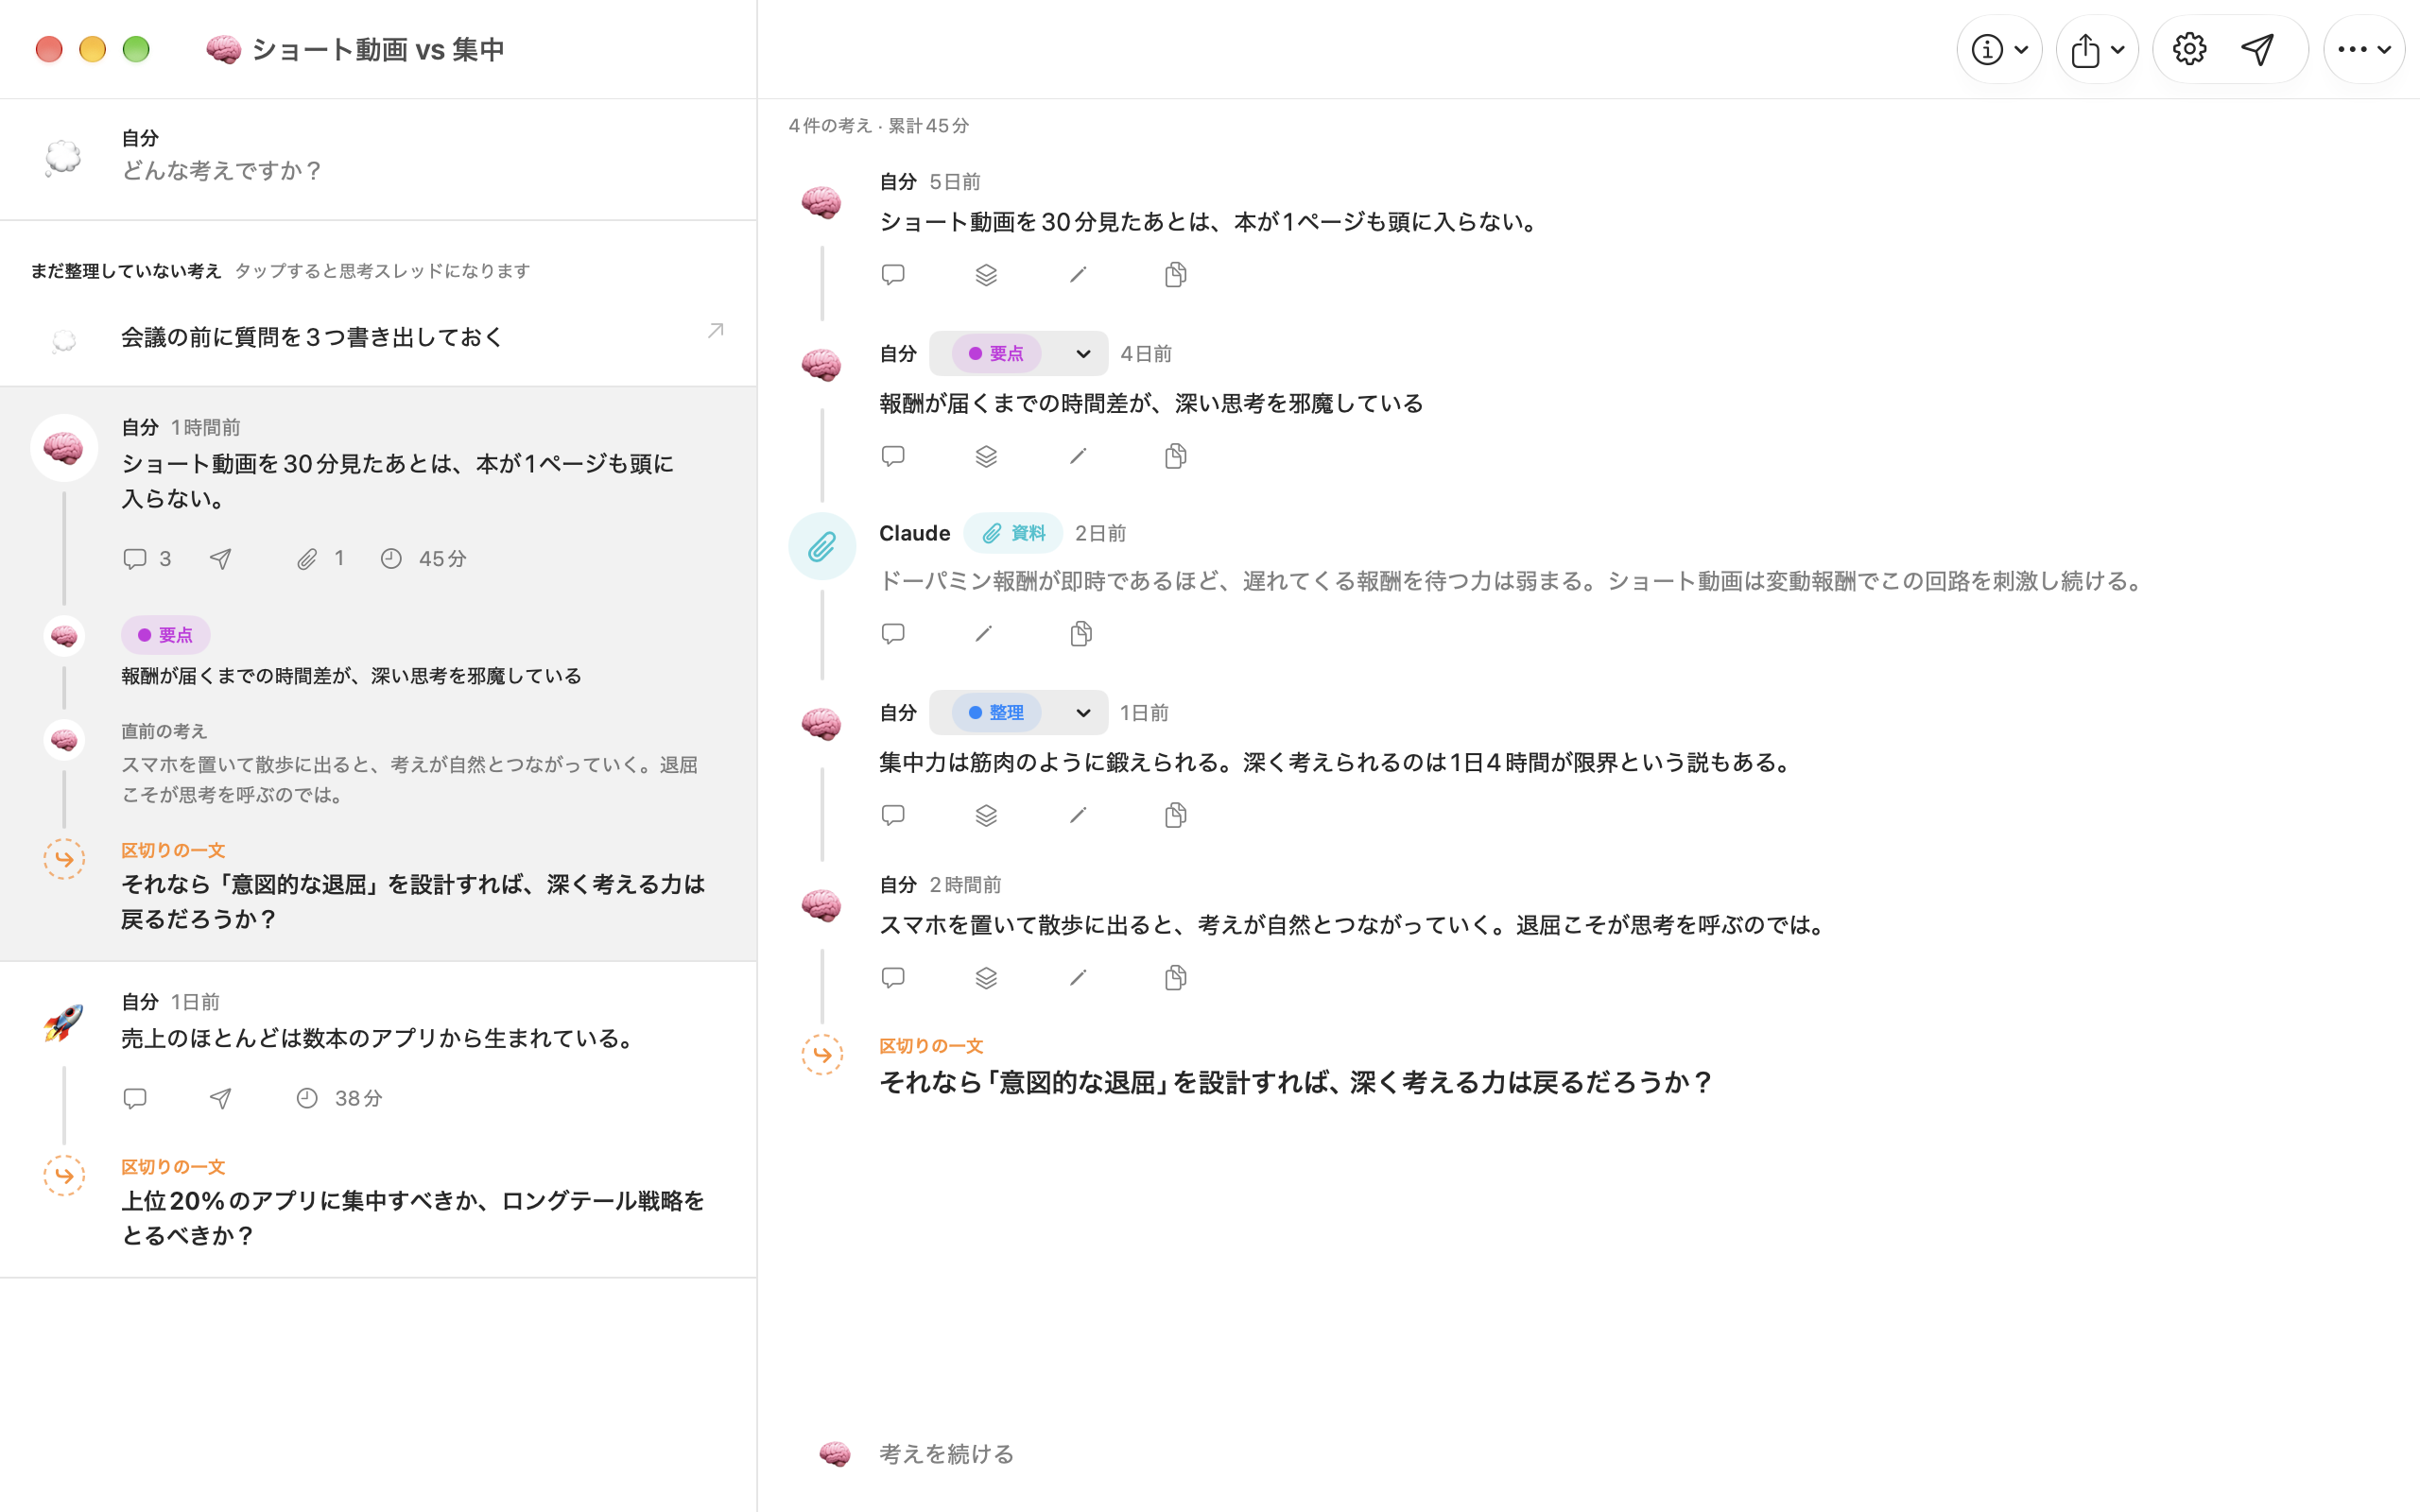 ショート動画 vs 集中
自分
どんな考えですか？
まだ整理していない考え タップすると思考スレッドになります
会議の前に質問を3つ書き出しておく
自分 1時間前
ショート動画を30分見たあとは、本が1ページも頭に
入らない。
3 1 45分
要点
報酬が届くまでの時間差が、深い思考を邪魔している
直前の考え
スマホを置いて散歩に出ると、考えが自然とつながっていく。退屈
こそが思考を呼ぶのでは。
区切りの一文
それなら「意図的な退屈」を設計すれば、深く考える力は
戻るだろうか？
自分 1日前
売上のほとんどは数本のアプリから生まれている。
38分
区切りの一文
上位20%のアプリに集中すべきか、ロングテール戦略を
とるべきか？
4件の考え · 累計45分
自分 5日前
ショート動画を30分見たあとは、本が1ページも頭に入らない。
自分 要点 4日前
報酬が届くまでの時間差が、深い思考を邪魔している
Claude 資料 2日前
ドーパミン報酬が即時であるほど、遅れてくる報酬を待つ力は弱まる。ショート動画は変動報酬でこの回路を刺激し続ける。
自分 整理 1日前
集中力は筋肉のように鍛えられる。深く考えられるのは1日4時間が限界という説もある。
自分 2時間前
スマホを置いて散歩に出ると、考えが自然とつながっていく。退屈こそが思考を呼ぶのでは。
区切りの一文
それなら「意図的な退屈」を設計すれば、深く考える力は戻るだろうか？
考えを続ける